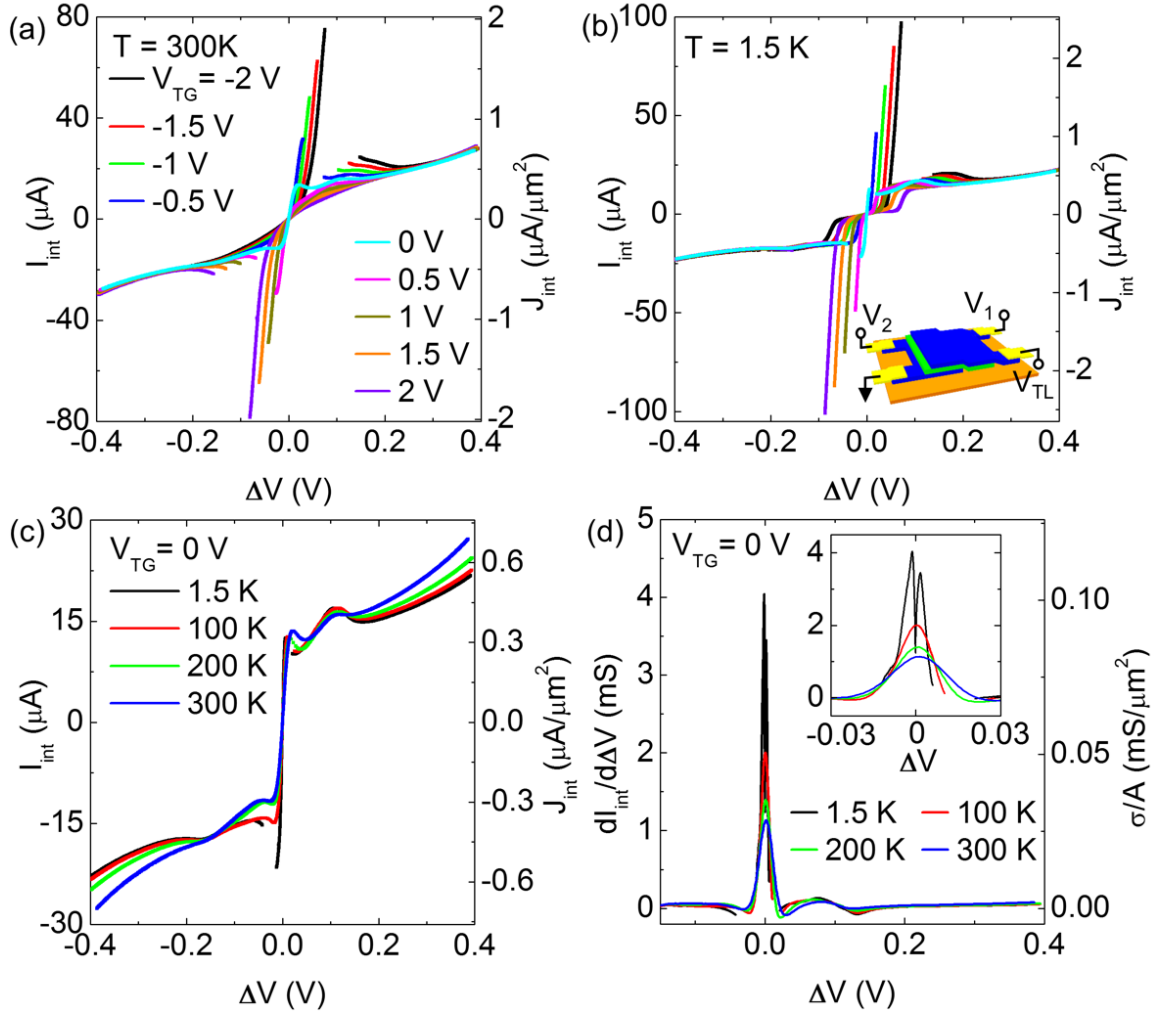 (a)
T = 300K
V_TG = -2 V
-1.5 V
-1 V
-0.5 V
0 V
0.5 V
1 V
1.5 V
2 V
80
40
0
-40
-80
I_int (μA)
2
1
0
-1
-2
J_int (μA/μm²)
-0.4 -0.2 0.0 0.2 0.4
ΔV (V)
(b)
T = 1.5 K
100
50
0
-50
-100
I_int (μA)
2
1
0
-1
-2
J_int (μA/μm²)
V_2
V_1
V_TL
-0.4 -0.2 0.0 0.2 0.4
ΔV (V)
(c)
V_TG = 0 V
1.5 K
100 K
200 K
300 K
30
15
0
-15
-30
I_int (μA)
0.6
0.3
0.0
-0.3
-0.6
J_int (μA/μm²)
-0.4 -0.2 0.0 0.2 0.4
ΔV (V)
(d)
V_TG = 0 V
5
4
3
2
1
0
dI_int/dΔV (mS)
4
2
0
-0.03 0 0.03
ΔV
1.5 K 100 K
200 K 300 K
0.10
0.05
0.00
σ/A (mS/μm²)
0.0 0.2 0.4
ΔV (V)